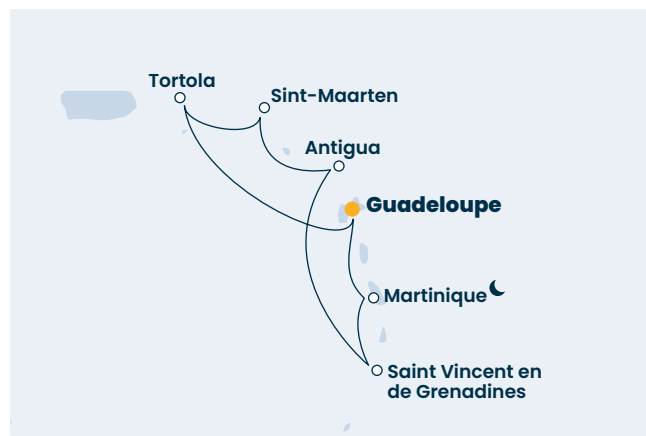 Tortola
Sint-Maarten
Antigua
Guadeloupe
Martinique
Saint Vincent en
de Grenadines